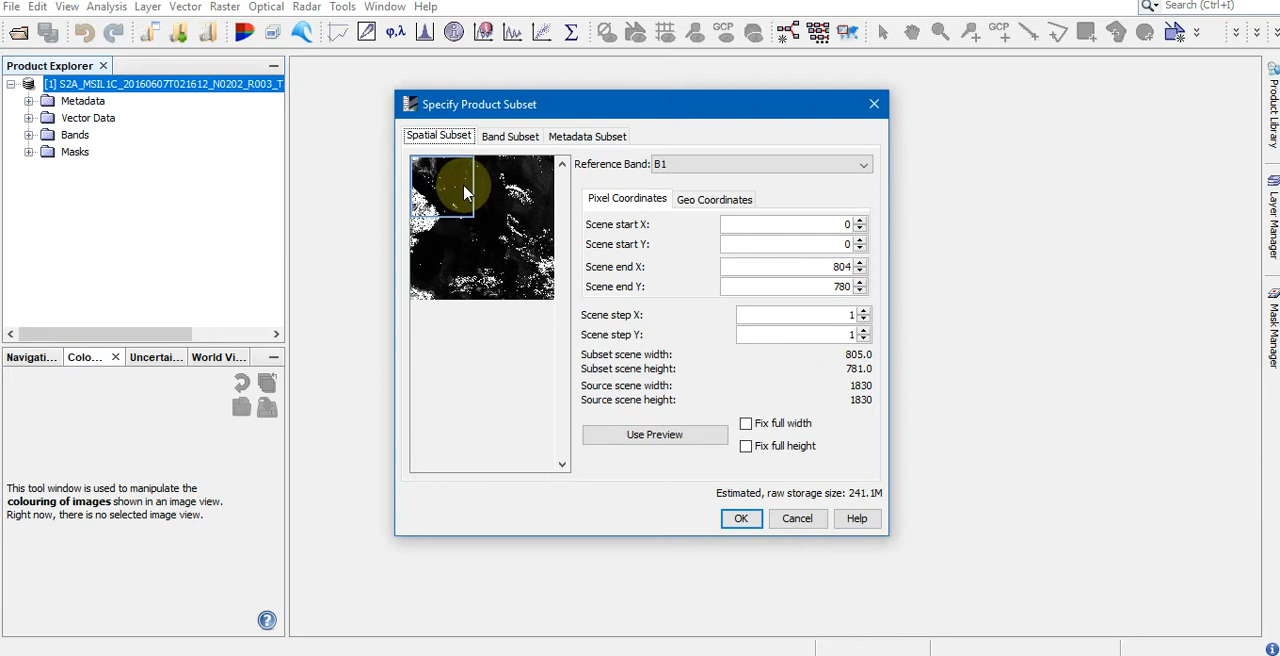 File Edit View Analysis Layer Vector Raster Optical Radar Tools Window Help
Search (Ctrl+I)
φ,λ
Σ
GCP
GCP
Product Explorer
[1] S2A_MSIL1C_20160607T021612_N0202_R003_T
Metadata
Vector Data
Bands
Masks
Navigati...
Colo...
Uncertai...
World Vi...
This tool window is used to manipulate the
colouring of images shown in an image view.
Right now, there is no selected image view.
Specify Product Subset
Spatial Subset
Band Subset
Metadata Subset
Reference Band: B1
Pixel Coordinates
Geo Coordinates
Scene start X: 0
Scene start Y: 0
Scene end X: 804
Scene end Y: 780
Scene step X: 1
Scene step Y: 1
Subset scene width: 805.0
Subset scene height: 781.0
Source scene width: 1830
Source scene height: 1830
Use Preview
Fix full width
Fix full height
Estimated, raw storage size: 241.1M
OK
Cancel
Help
Product Library
Layer Manager
Mask Manager